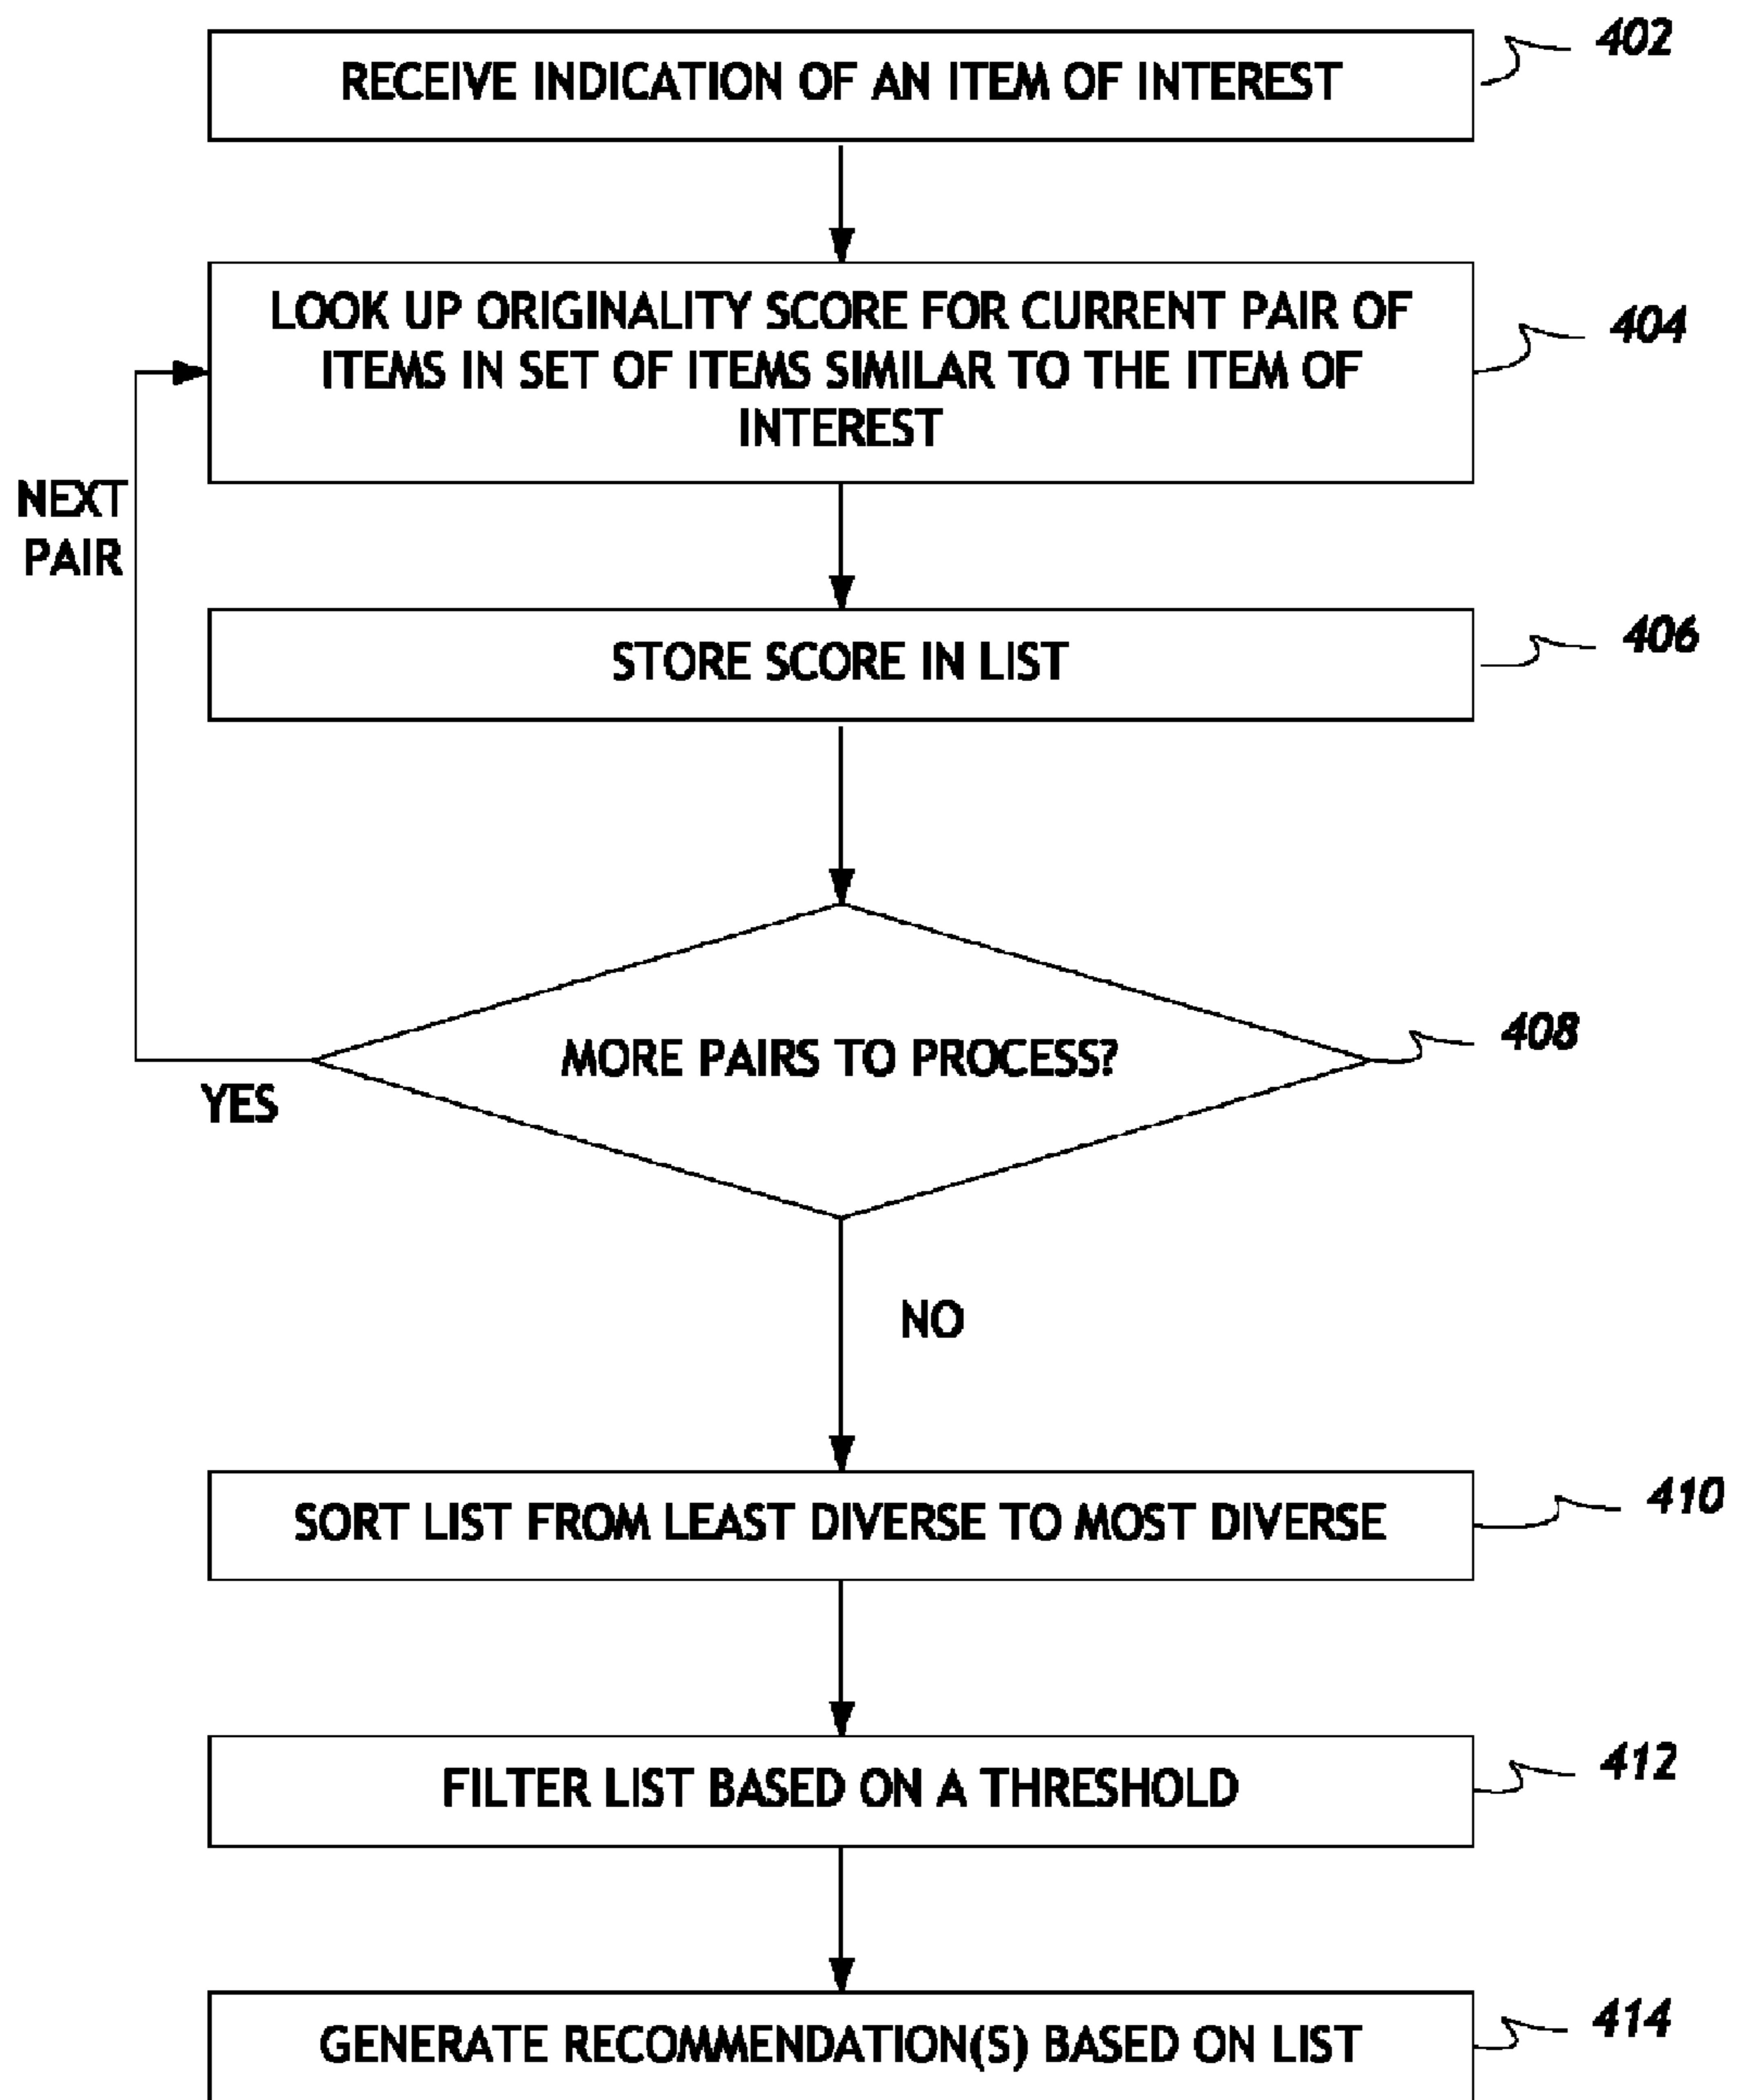 RECEIVE INDICATION OF AN ITEM OF INTEREST
402
LOOK UP ORIGINALITY SCORE FOR CURRENT PAIR OF
ITEMS IN SET OF ITEMS SIMILAR TO THE ITEM OF
INTEREST
404
NEXT
PAIR
STORE SCORE IN LIST
406
MORE PAIRS TO PROCESS?
408
YES
NO
SORT LIST FROM LEAST DIVERSE TO MOST DIVERSE
410
FILTER LIST BASED ON A THRESHOLD
412
GENERATE RECOMMENDATION(S) BASED ON LIST
414